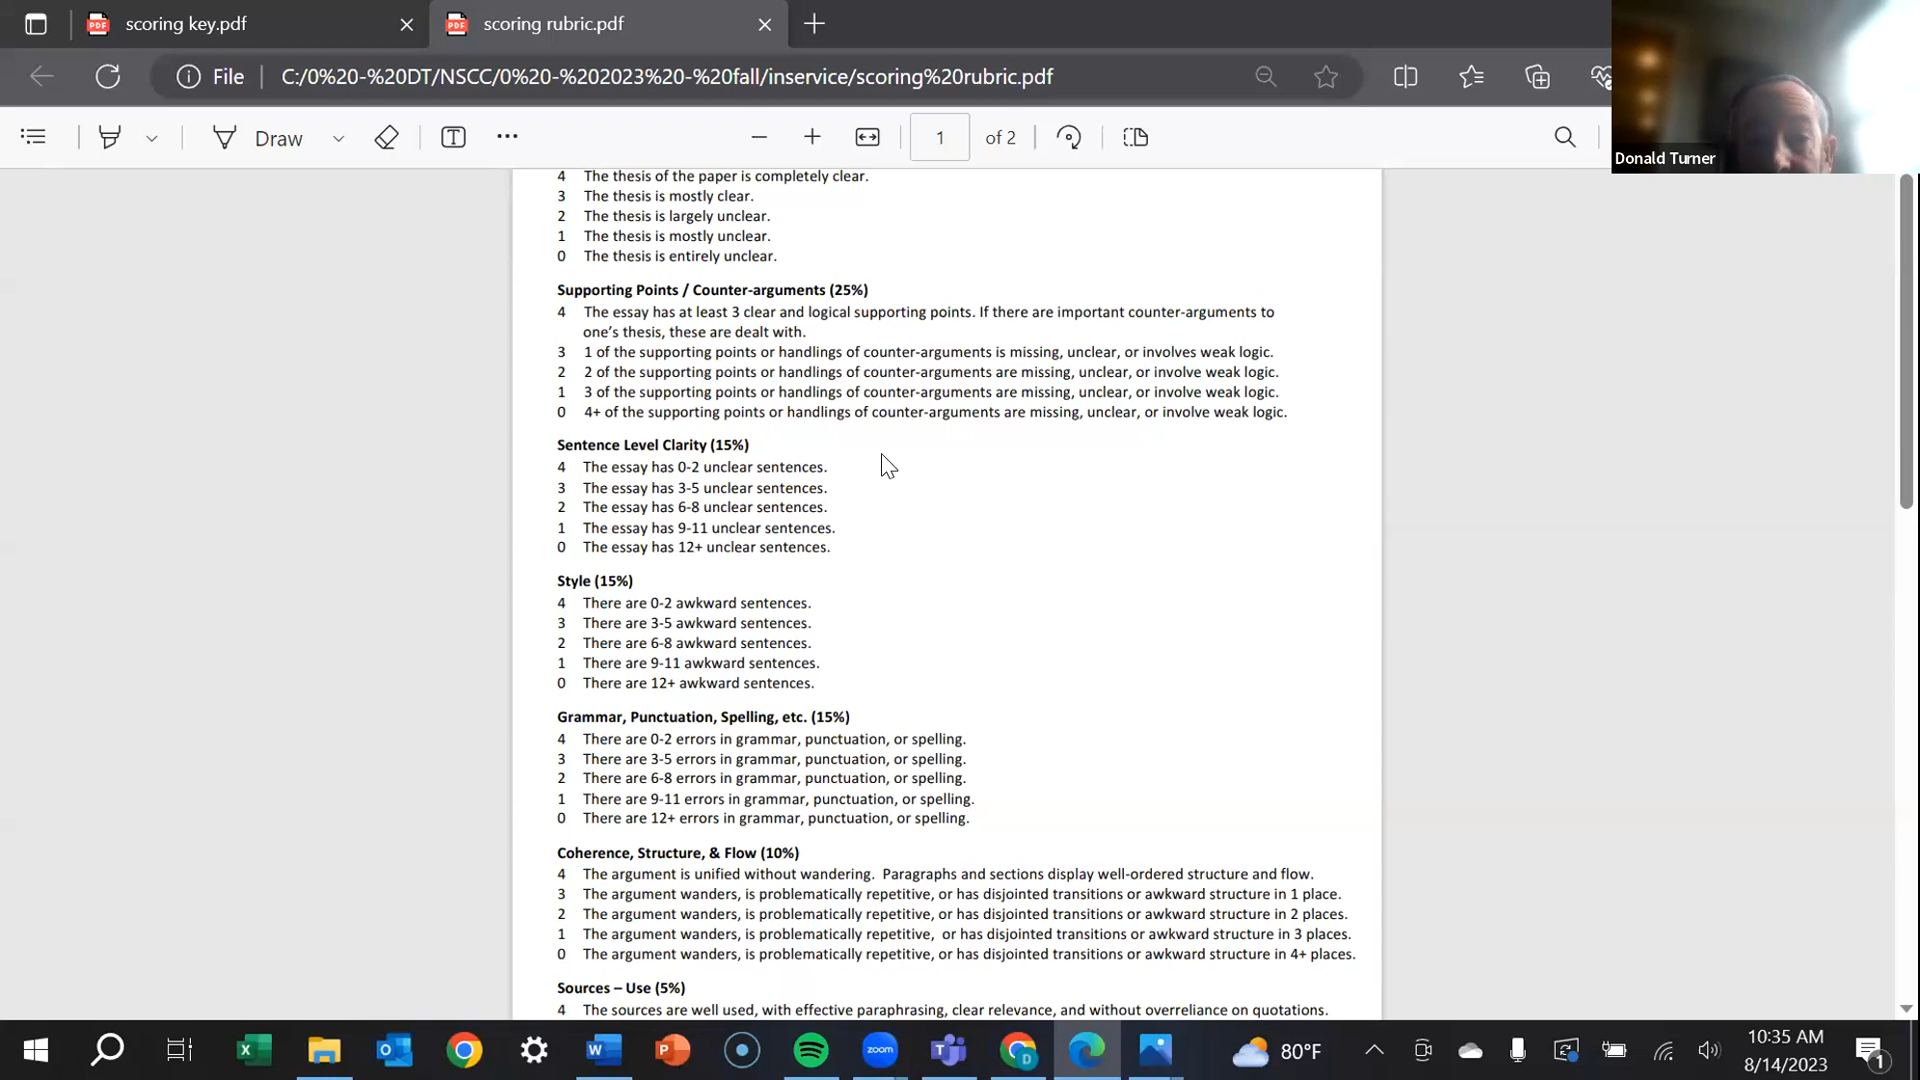 scoring key.pdf
scoring rubric.pdf
File
C:/0%20-%20DT/NSCC/0%20-%202023%20-%20fall/inservice/scoring%20rubric.pdf
Draw
1
of 2
Donald Turner
4 The thesis of the paper is completely clear.
3 The thesis is mostly clear.
2 The thesis is largely unclear.
1 The thesis is mostly unclear.
0 The thesis is entirely unclear.
Supporting Points / Counter-arguments (25%)
4 The essay has at least 3 clear and logical supporting points. If there are important counter-arguments to
one’s thesis, these are dealt with.
3 1 of the supporting points or handlings of counter-arguments is missing, unclear, or involves weak logic.
2 2 of the supporting points or handlings of counter-arguments are missing, unclear, or involve weak logic.
1 3 of the supporting points or handlings of counter-arguments are missing, unclear, or involve weak logic.
0 4+ of the supporting points or handlings of counter-arguments are missing, unclear, or involve weak logic.
Sentence Level Clarity (15%)
4 The essay has 0-2 unclear sentences.
3 The essay has 3-5 unclear sentences.
2 The essay has 6-8 unclear sentences.
1 The essay has 9-11 unclear sentences.
0 The essay has 12+ unclear sentences.
Style (15%)
4 There are 0-2 awkward sentences.
3 There are 3-5 awkward sentences.
2 There are 6-8 awkward sentences.
1 There are 9-11 awkward sentences.
0 There are 12+ awkward sentences.
Grammar, Punctuation, Spelling, etc. (15%)
4 There are 0-2 errors in grammar, punctuation, or spelling.
3 There are 3-5 errors in grammar, punctuation, or spelling.
2 There are 6-8 errors in grammar, punctuation, or spelling.
1 There are 9-11 errors in grammar, punctuation, or spelling.
0 There are 12+ errors in grammar, punctuation, or spelling.
Coherence, Structure, & Flow (10%)
4 The argument is unified without wandering. Paragraphs and sections display well-ordered structure and flow.
3 The argument wanders, is problematically repetitive, or has disjointed transitions or awkward structure in 1 place.
2 The argument wanders, is problematically repetitive, or has disjointed transitions or awkward structure in 2 places.
1 The argument wanders, is problematically repetitive, or has disjointed transitions or awkward structure in 3 places.
0 The argument wanders, is problematically repetitive, or has disjointed transitions or awkward structure in 4+ places.
Sources – Use (5%)
4 The sources are well used, with effective paraphrasing, clear relevance, and without overreliance on quotations.
zoom
80°F
10:35 AM
8/14/2023
1